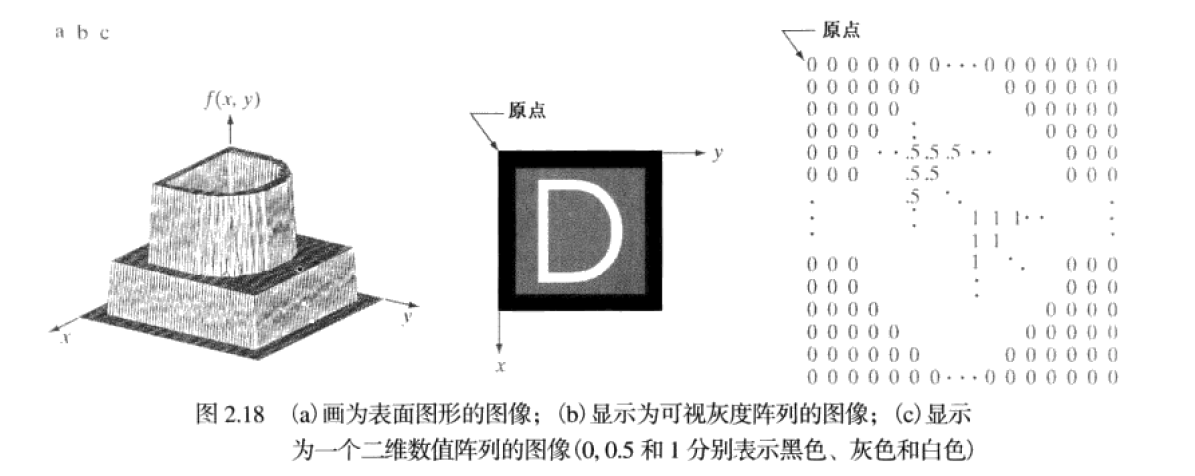 a b c
f(x, y)
x
y
原点
y
x
原点
0 0 0 0 0 0 0 · · · 0 0 0 0 0 0 0
0 0 0 0 0 0 0 0 0 0 0 0
0 0 0 0 0 0 0 0 0 0
0 0 0 0 · 0 0 0 0
0 0 0 · · .5 .5 .5 · · 0 0 0
0 0 0 .5 .5 0 0 0
· .5 · . ·
· · 1 1 1 · · ·
· 1 1 ·
0 0 0 1 · . 0 0 0
0 0 0 · 0 0 0
0 0 0 0 0 0 0 0
0 0 0 0 0 0 0 0 0 0
0 0 0 0 0 0 0 0 0 0 0 0
0 0 0 0 0 0 0 · · · 0 0 0 0 0 0 0
D
图 2.18 (a)画为表面图形的图像；(b)显示为可视灰度阵列的图像；(c)显示
为一个二维数值阵列的图像(0, 0.5 和 1 分别表示黑色、灰色和白色)